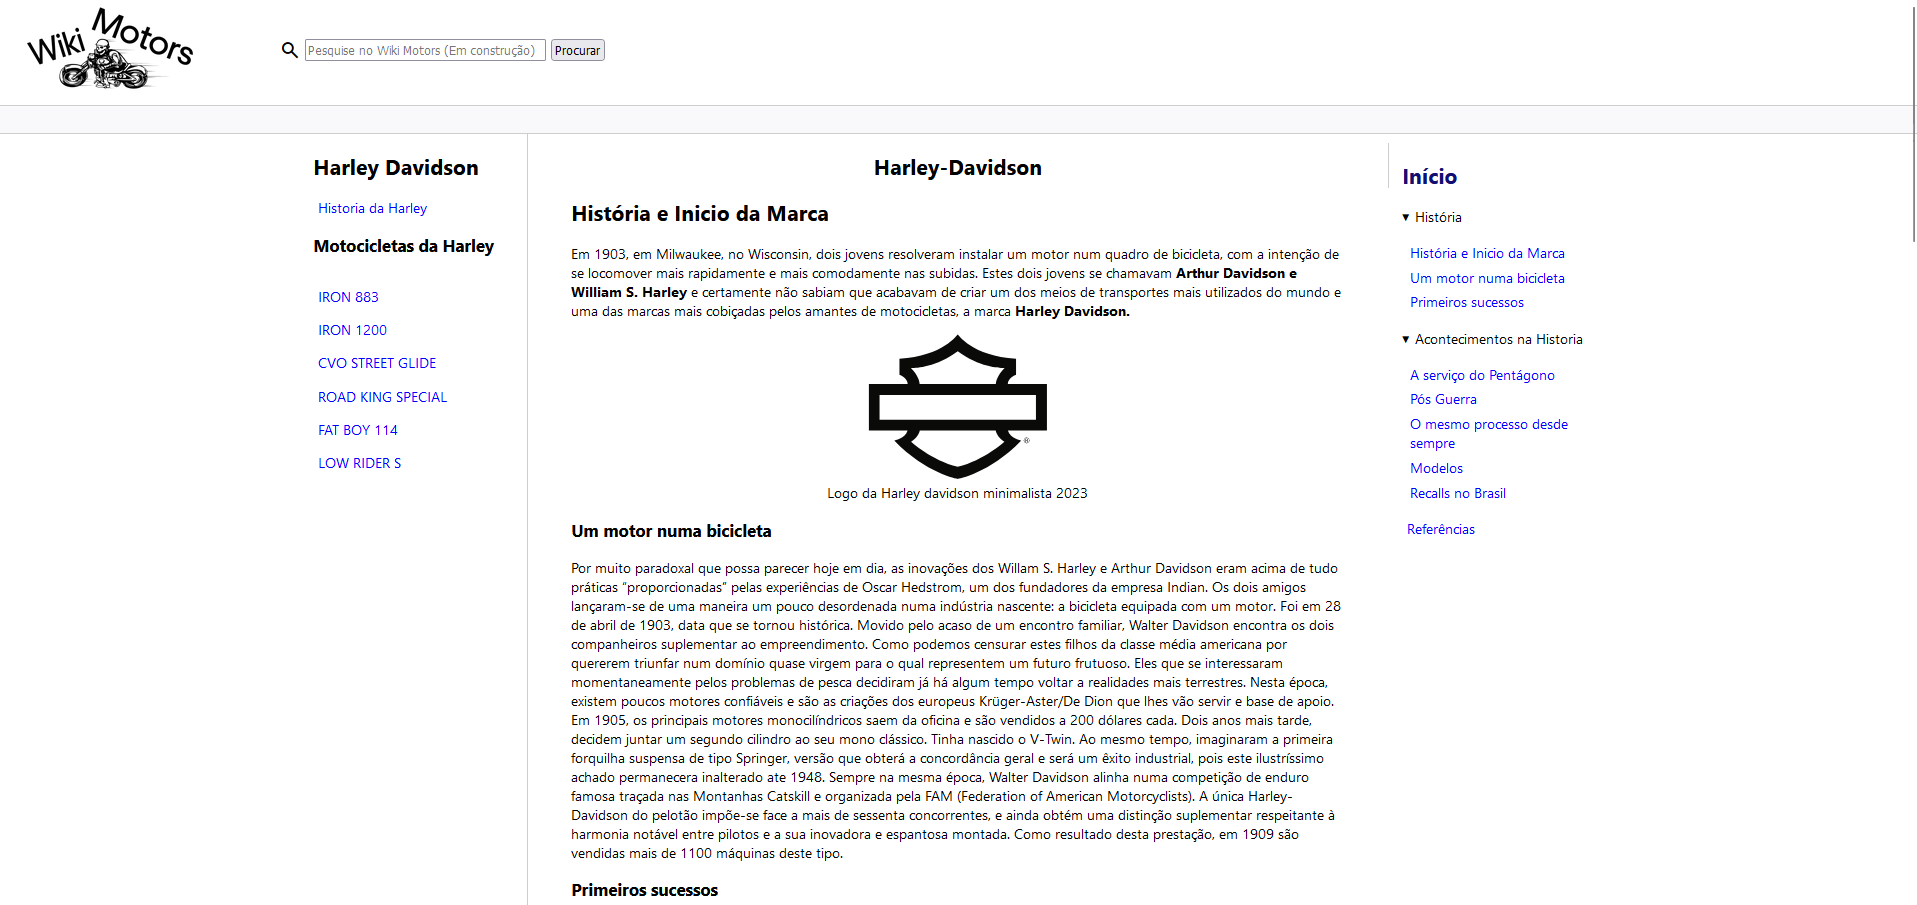 Wiki Motors
Pesquise no Wiki Motors (Em construção)
Procurar
Harley Davidson
Historia da Harley
Motocicletas da Harley
IRON 883
IRON 1200
CVO STREET GLIDE
ROAD KING SPECIAL
FAT BOY 114
LOW RIDER S
Harley-Davidson
História e Inicio da Marca
Em 1903, em Milwaukee, no Wisconsin, dois jovens resolveram instalar um motor num quadro de bicicleta, com a intenção de
se locomover mais rapidamente e mais comodamente nas subidas. Estes dois jovens se chamavam Arthur Davidson e
William S. Harley e certamente não sabiam que acabavam de criar um dos meios de transportes mais utilizados do mundo e
uma das marcas mais cobiçadas pelos amantes de motocicletas, a marca Harley Davidson.
®
Logo da Harley davidson minimalista 2023
Um motor numa bicicleta
Por muito paradoxal que possa parecer hoje em dia, as inovações dos Willam S. Harley e Arthur Davidson eram acima de tudo
práticas “proporcionadas” pelas experiências de Oscar Hedstrom, um dos fundadores da empresa Indian. Os dois amigos
lançaram-se de uma maneira um pouco desordenada numa indústria nascente: a bicicleta equipada com um motor. Foi em 28
de abril de 1903, data que se tornou histórica. Movido pelo acaso de um encontro familiar, Walter Davidson encontra os dois
companheiros suplementar ao empreendimento. Como podemos censurar estes filhos da classe média americana por
quererem triunfar num domínio quase virgem para o qual representem um futuro frutuoso. Eles que se interessaram
momentaneamente pelos problemas de pesca decidiram já há algum tempo voltar a realidades mais terrestres. Nesta época,
existem poucos motores confiáveis e são as criações dos europeus Krüger-Aster/De Dion que lhes vão servir e base de apoio.
Em 1905, os principais motores monocilíndricos saem da oficina e são vendidos a 200 dólares cada. Dois anos mais tarde,
decidem juntar um segundo cilindro ao seu mono clássico. Tinha nascido o V-Twin. Ao mesmo tempo, imaginaram a primeira
forquilha suspensa de tipo Springer, versão que obterá a concordância geral e será um êxito industrial, pois este ilustríssimo
achado permanecera inalterado ate 1948. Sempre na mesma época, Walter Davidson alinha numa competição de enduro
famosa traçada nas Montanhas Catskill e organizada pela FAM (Federation of American Motorcyclists). A única Harley-
Davidson do pelotão impõe-se face a mais de sessenta concorrentes, e ainda obtém uma distinção suplementar respeitante à
harmonia notável entre pilotos e a sua inovadora e espantosa montada. Como resultado desta prestação, em 1909 são
vendidas mais de 1100 máquinas deste tipo.
Primeiros sucessos
Início
▾ História
História e Inicio da Marca
Um motor numa bicicleta
Primeiros sucessos
▾ Acontecimentos na Historia
A serviço do Pentágono
Pós Guerra
O mesmo processo desde
sempre
Modelos
Recalls no Brasil
Referências